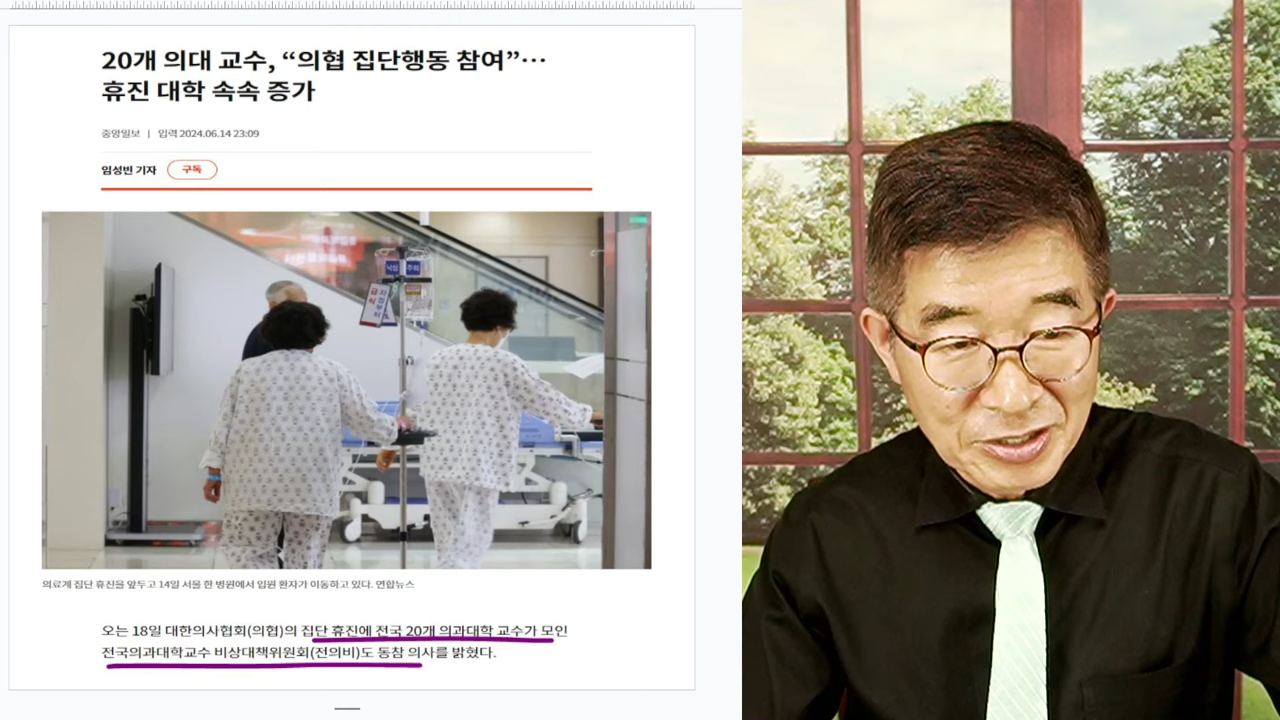 20개 의대 교수, “의협 집단행동 참여”…
휴진 대학 속속 증가
중앙일보 | 입력 2024.06.14 23:09
임성빈 기자 구독
낙상 주의
금식
의료계 집단 휴진을 앞두고 14일 서울 한 병원에서 입원 환자가 이동하고 있다. 연합뉴스
오는 18일 대한의사협회(의협)의 집단 휴진에 전국 20개 의과대학 교수가 모인
전국의과대학교수 비상대책위원회(전의비)도 동참 의사를 밝혔다.